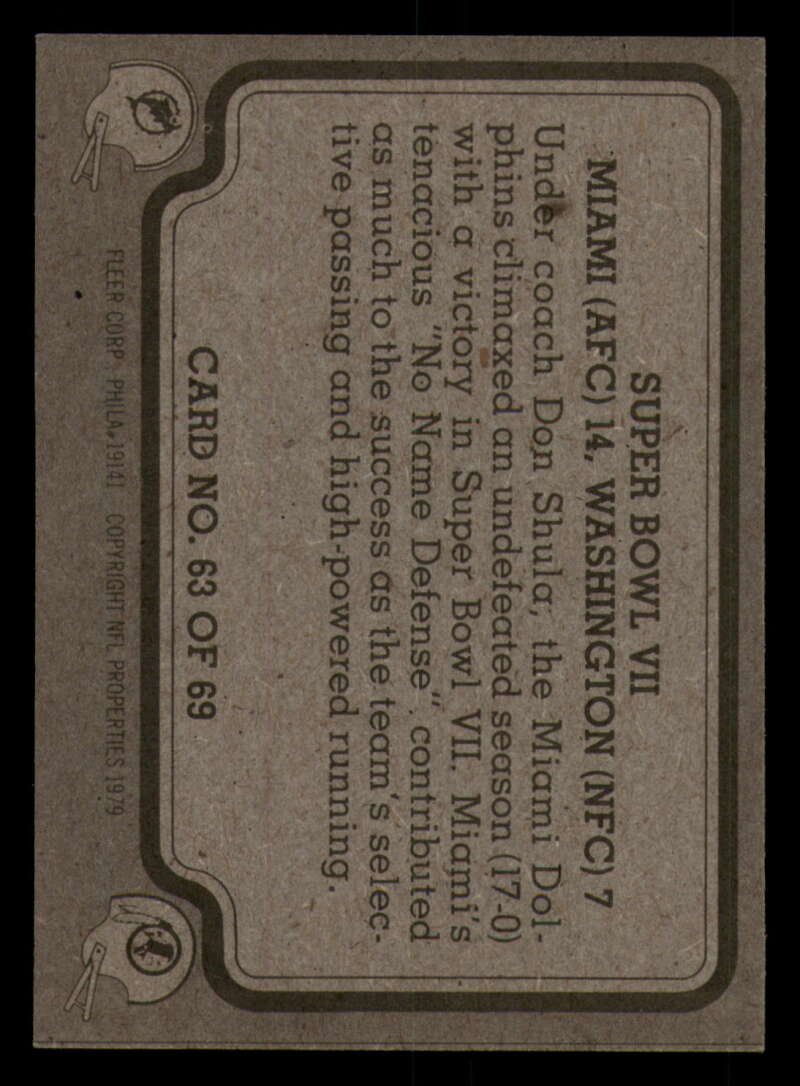 SUPER BOWL VII
MIAMI (AFC) 14, WASHINGTON (NFC) 7
Under coach Don Shula, the Miami Dol-
phins climaxed an undefeated season (17-0)
with a victory in Super Bowl VII. Miami's
tenacious "No Name Defense" contributed
as much to the success as the team's selec-
tive passing and high-powered running.
CARD NO. 63 OF 69
FLEER CORP., PHILA. 19141 COPYRIGHT NFL PROPERTIES 1979